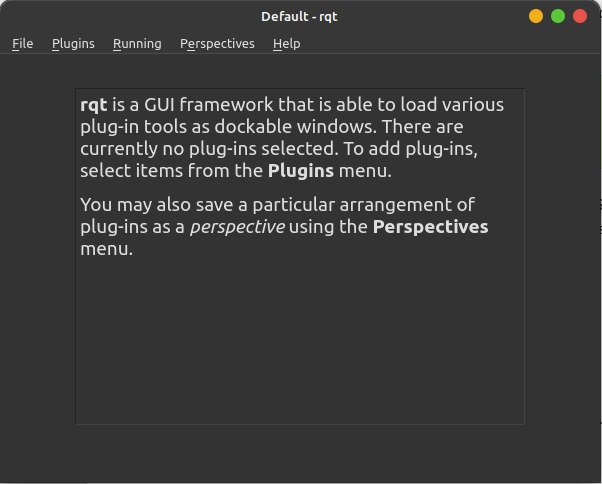 Default - rqt
File Plugins Running Perspectives Help
rqt is a GUI framework that is able to load various
plug-in tools as dockable windows. There are
currently no plug-ins selected. To add plug-ins,
select items from the Plugins menu.
You may also save a particular arrangement of
plug-ins as a perspective using the Perspectives
menu.